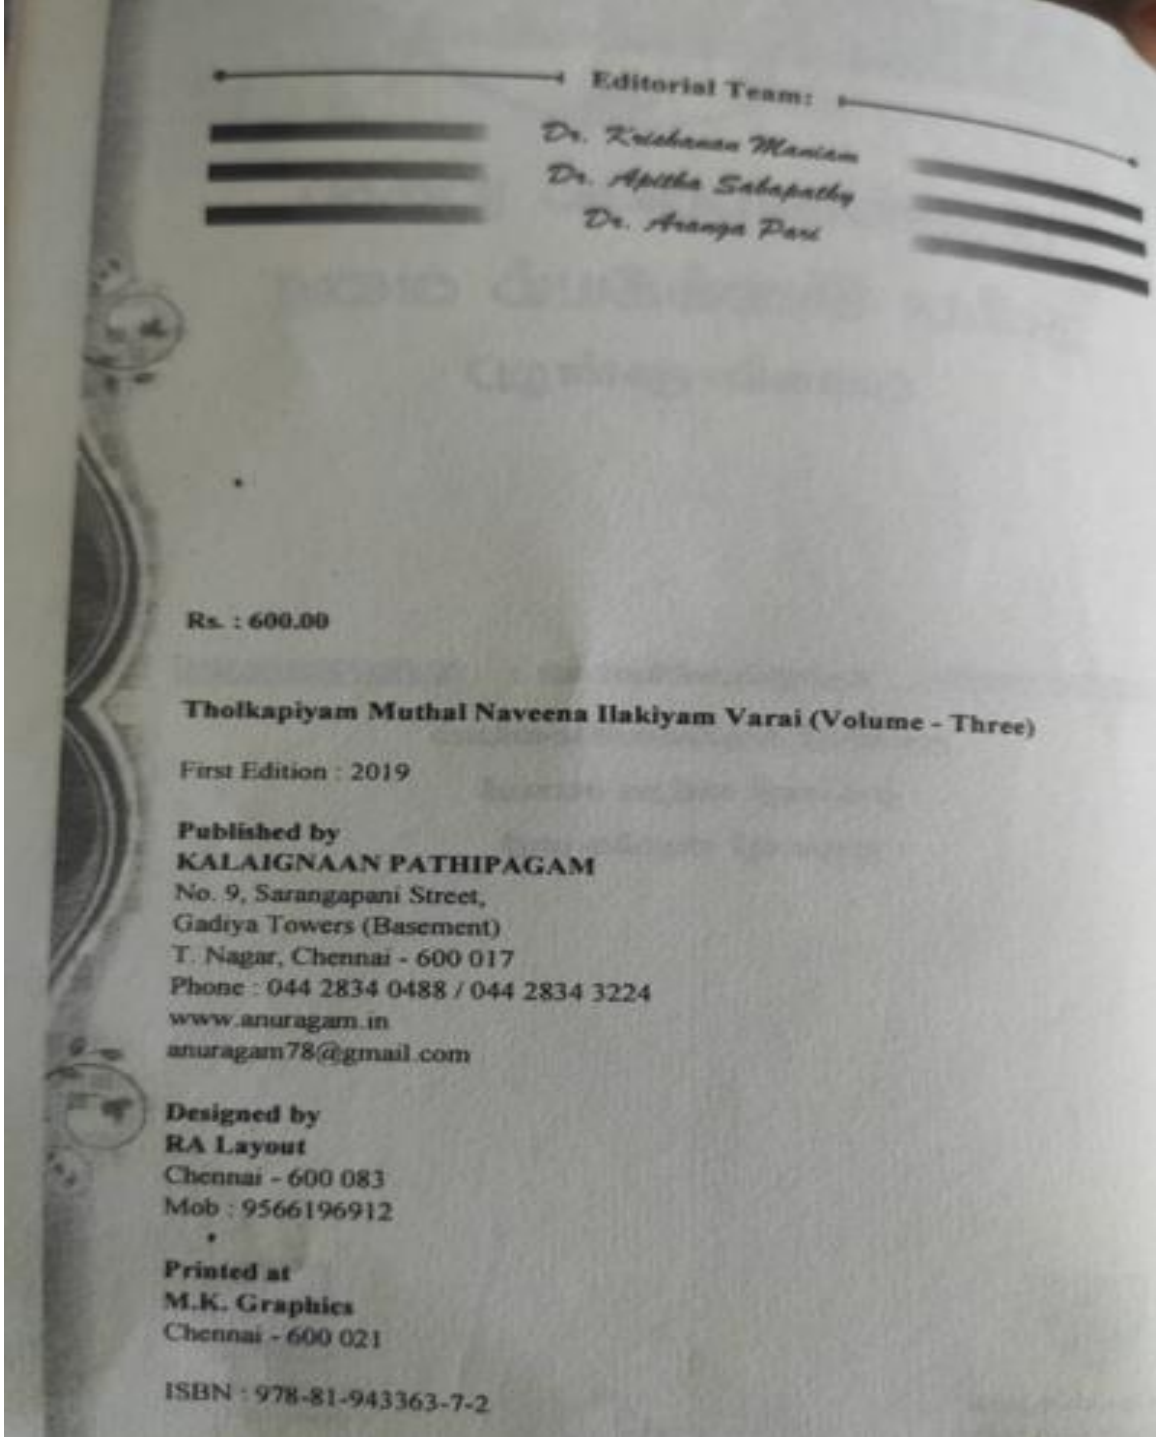 Editorial Team:
Dr. Krishanan Maniam
Dr. Apitha Sabapathy
Dr. Aranga Pari
Rs. : 600.00
Tholkapiyam Muthal Naveena Ilakiyam Varai (Volume - Three)
First Edition : 2019
Published by
KALAIGNAAN PATHIPAGAM
No. 9, Sarangapani Street,
Gadiya Towers (Basement)
T. Nagar, Chennai - 600 017
Phone : 044 2834 0488 / 044 2834 3224
www.anuragam.in
anuragam78@gmail.com
Designed by
RA Layout
Chennai - 600 083
Mob : 9566196912
Printed at
M.K. Graphics
Chennai - 600 021
ISBN : 978-81-943363-7-2